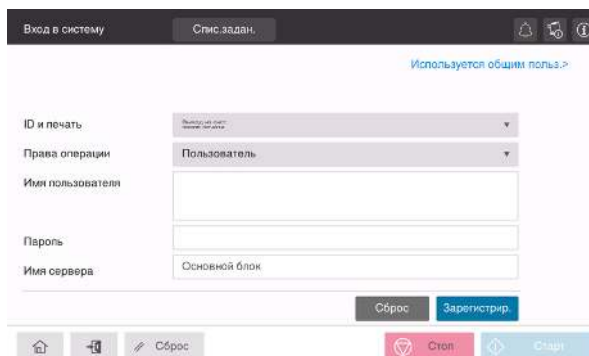 Вход в систему
Спис.задан.
Используется общим польз.>
ID и печать
Права операции
Пользователь
Имя пользователя
Пароль
Имя сервера
Основной блок
Сброс
Зарегистрир.
Сброс
Стоп
Старт